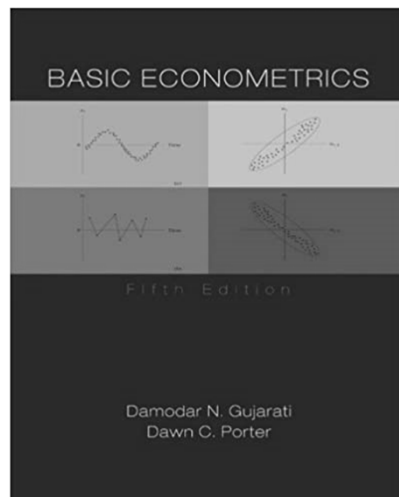 BASIC ECONOMETRICS
Fifth Edition
Damodar N. Gujarati
Dawn C. Porter